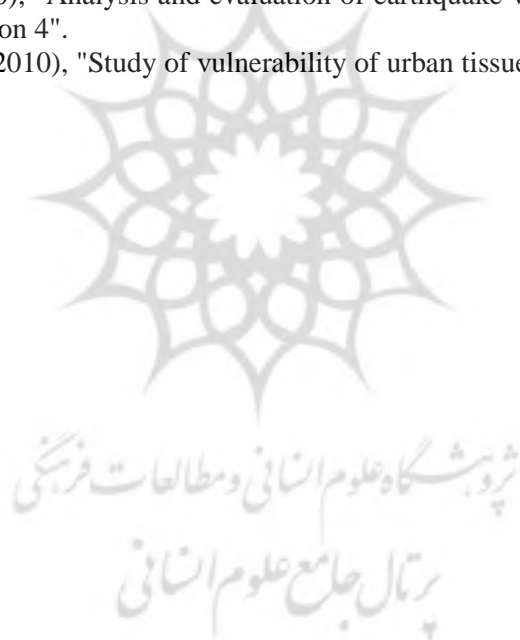 ), "Analysis and evaluation of earthquake v
on 4".
2010), "Study of vulnerability of urban tissue
پژوهشگاه علوم انسانی و مطالعات فرهنگی
پرتال جامع علوم انسانی